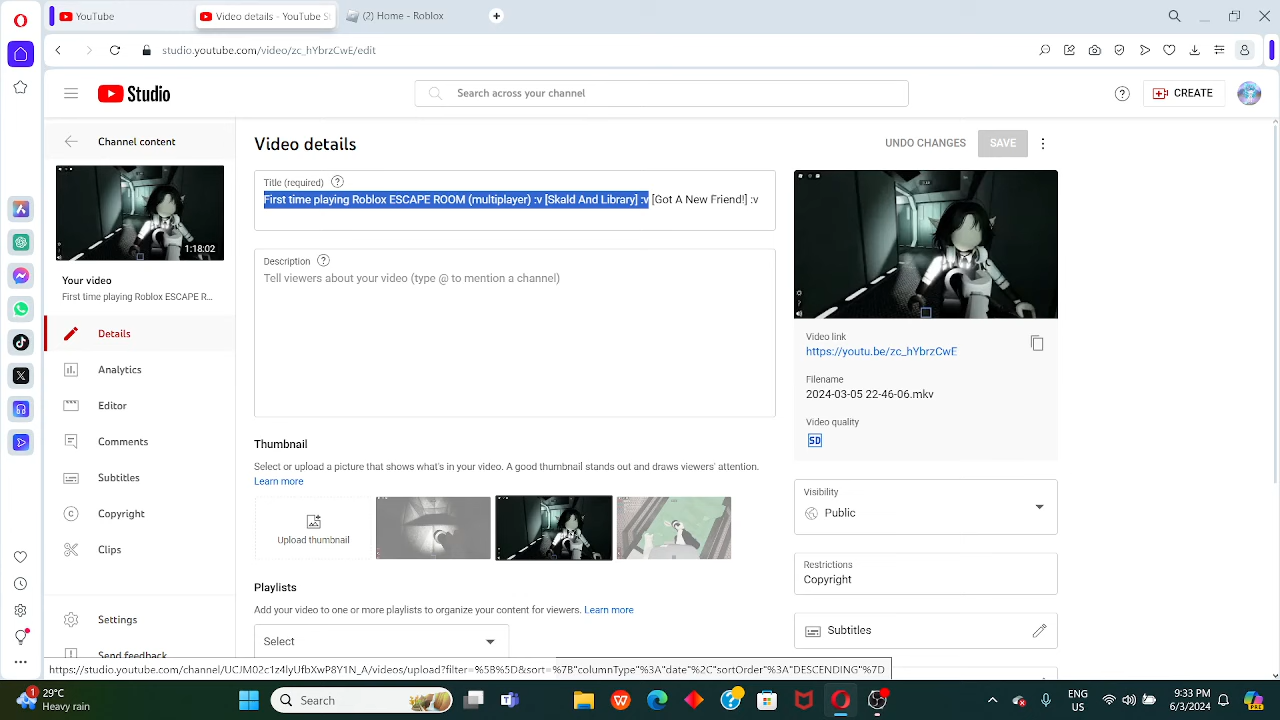 YouTube
Video details - YouTube S
(2) Home - Roblox
studio.youtube.com/video/zc_hYbrzCwE/edit
Studio
Search across your channel
CREATE
Channel content
Video details
UNDO CHANGES
SAVE
Title (required)
First time playing Roblox ESCAPE ROOM (multiplayer) :v [Skald And Library] :v [Got A New Friend!] :v
1:18:02
Description
Tell viewers about your video (type @ to mention a channel)
Your video
First time playing Roblox ESCAPE R...
Details
Analytics
Editor
Comments
Subtitles
Copyright
Clips
Settings
Send feedback
Video link
https://youtu.be/zc_hYbrzCwE
Filename
2024-03-05 22-46-06.mkv
Video quality
SD
Thumbnail
Select or upload a picture that shows what's in your video. A good thumbnail stands out and draws viewers' attention.
Learn more
Upload thumbnail
Visibility
Public
Restrictions
Copyright
Playlists
Add your video to one or more playlists to organize your content for viewers. Learn more
Select
Subtitles
https://studio.youtube.com/channel/UCJM02c1z4lyUfbXwP8Y1N_A/videos/upload?filter=%5B%5D&sort=%7B"columnType"%3A"date"%2C"sortOrder"%3A"DESCENDING"%7D
1
29°C
Heavy rain
Search
ENG
US
9:33 PM
6/3/2024